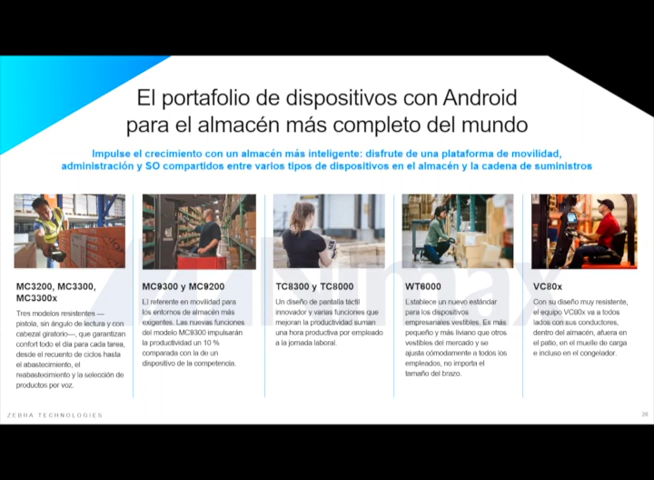 El portafolio de dispositivos con Android
para el almacén más completo del mundo
Impulse el crecimiento con un almacén más inteligente: disfrute de una plataforma de movilidad,
administración y SO compartidos entre varios tipos de dispositivos en el almacén y la cadena de suministros
MC3200, MC3300,
MC3300x
Tres modelos resistentes —
pistola, sin ángulo de lectura y con
cabezal giratorio—, que garantizan
confort todo el día para cada tarea,
desde el recuento de ciclos hasta
el abastecimiento, el
reabastecimiento y la selección de
productos por voz.
MC9300 y MC9200
El referente en movilidad para
los entornos de almacén más
exigentes. Las nuevas funciones
del modelo MC9300 impulsarán
la productividad un 10 %
comparada con la de un
dispositivo de la competencia.
TC8300 y TC8000
Un diseño de pantalla táctil
innovador y varias funciones que
mejoran la productividad suman
una hora productiva por empleado
a la jornada laboral.
WT6000
Establece un nuevo estándar
para los dispositivos
empresariales vestibles. Es más
pequeño y más liviano que otros
vestibles del mercado y se
ajusta cómodamente a todos los
empleados, no importa el
tamaño del brazo.
VC80x
Con su diseño muy resistente,
el equipo VC80x va a todos
lados con sus conductores,
dentro del almacén, afuera en
el patio, en el muelle de carga
e incluso en el congelador.
ZEBRA TECHNOLOGIES